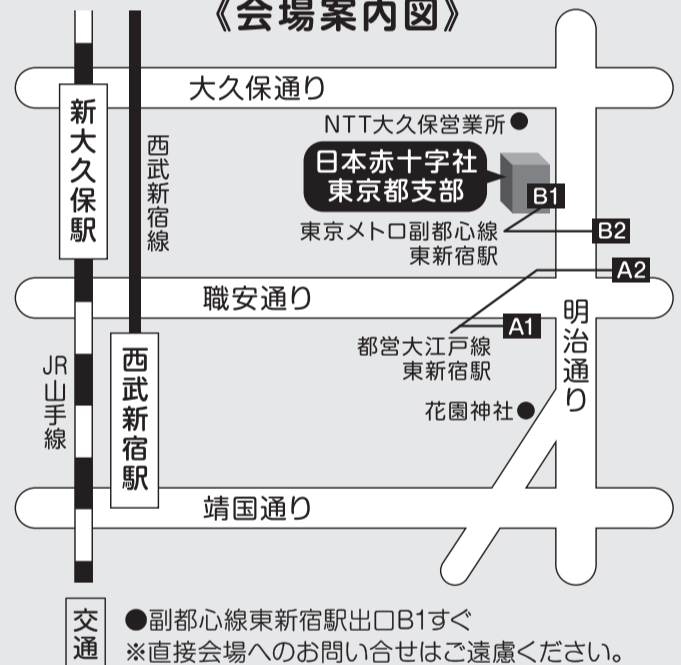 《会場案内図》
大久保通り
NTT大久保営業所●
新大久保駅
西武新宿線
日本赤十字社
東京都支部
B1
東京メトロ副都心線
東新宿駅
B2
A2
職安通り
A1
都営大江戸線
東新宿駅
明治通り
JR山手線
西武新宿駅
花園神社●
靖国通り
交通
●副都心線東新宿駅出口B1すぐ
※直接会場へのお問い合せはご遠慮ください。